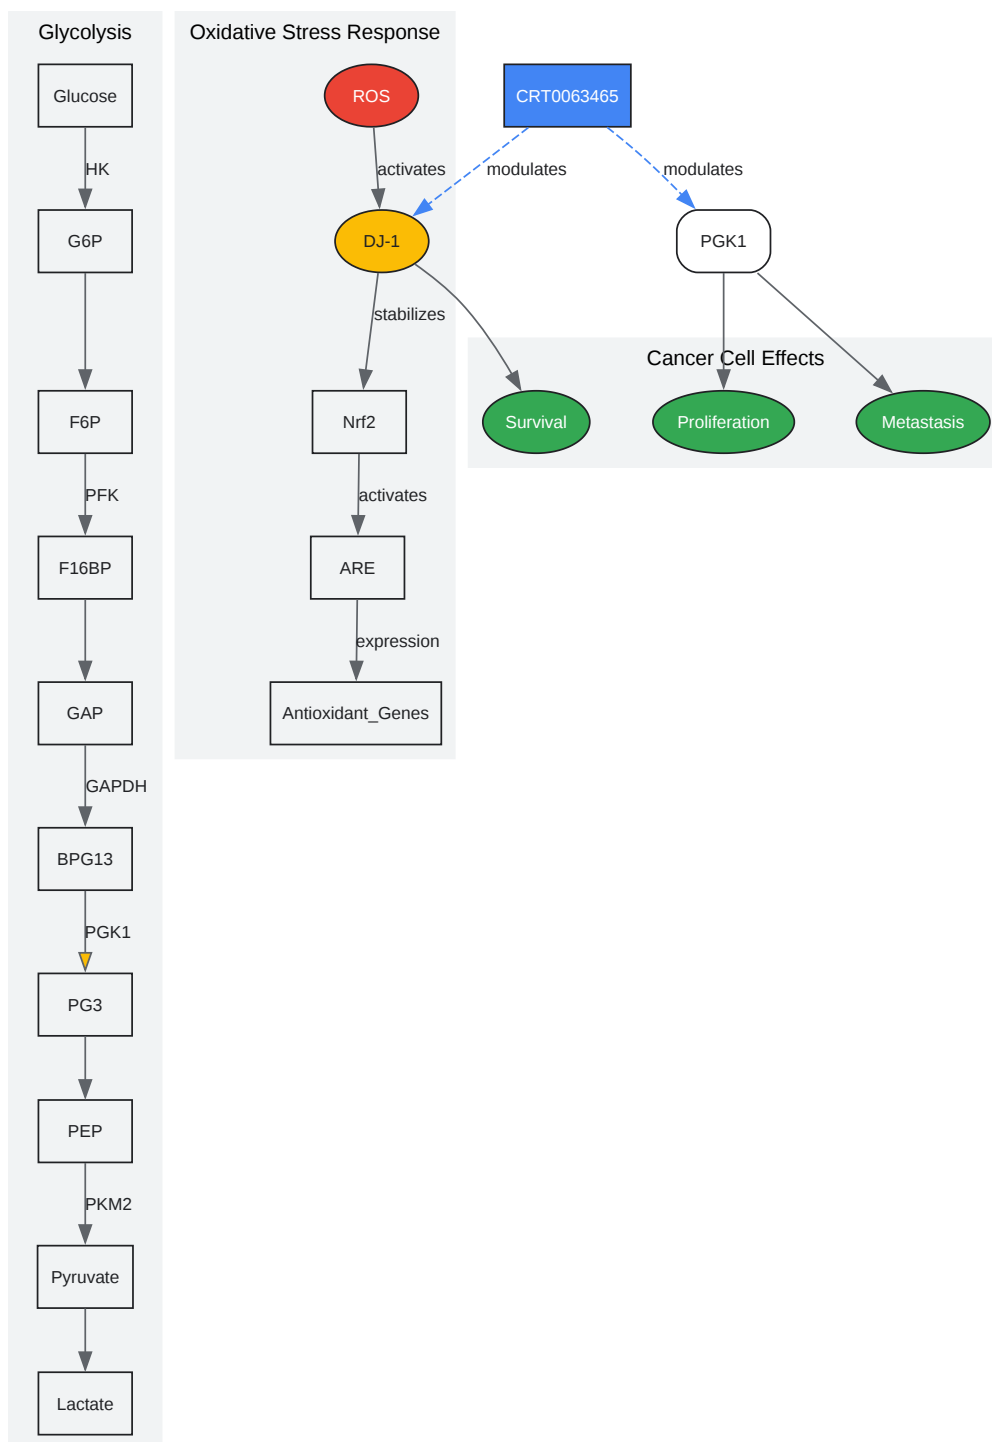 Glycolysis
Glucose
HK
G6P
F6P
PFK
F16BP
GAP
GAPDH
BPG13
PGK1
PG3
PEP
PKM2
Pyruvate
Lactate
Oxidative Stress Response
ROS
activates
DJ-1
stabilizes
Nrf2
activates
ARE
expression
Antioxidant_Genes
CRT0063465
modulates
modulates
PGK1
Cancer Cell Effects
Survival
Proliferation
Metastasis